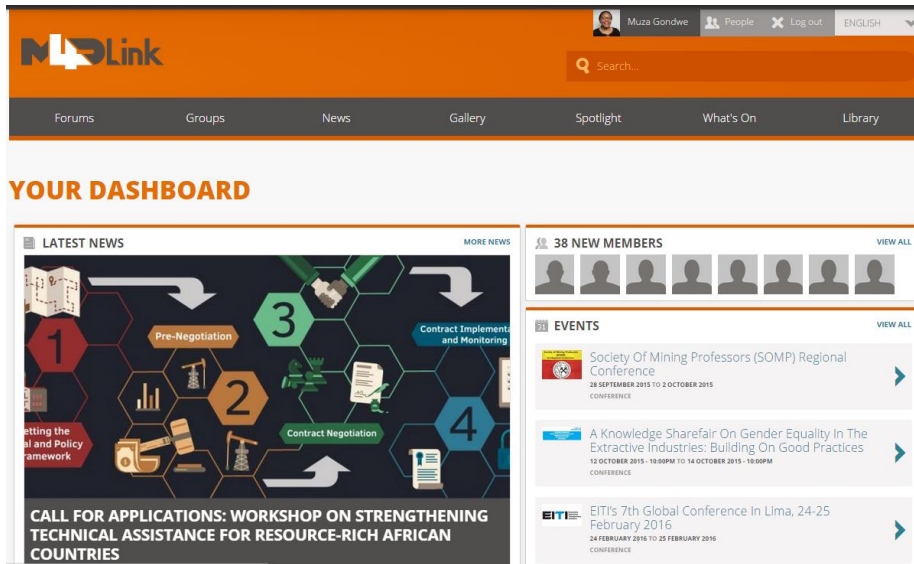 Muza Gondwe
People
Log out
ENGLISH
M4DLink
Search...
Forums
Groups
News
Gallery
Spotlight
What's On
Library
YOUR DASHBOARD
LATEST NEWS
MORE NEWS
1
etting the
al and Policy
ramework
Pre-Negotiation
2
3
Contract Negotiation
Contract Implementa
and Monitoring
4
CALL FOR APPLICATIONS: WORKSHOP ON STRENGTHENING
TECHNICAL ASSISTANCE FOR RESOURCE-RICH AFRICAN
COUNTRIES
38 NEW MEMBERS
VIEW ALL
31
EVENTS
VIEW ALL
Society Of Mining Professors (SOMP) Regional
Conference
28 SEPTEMBER 2015 TO 2 OCTOBER 2015
CONFERENCE
A Knowledge Sharefair On Gender Equality In The
Extractive Industries: Building On Good Practices
12 OCTOBER 2015 - 10:00PM TO 14 OCTOBER 2015 - 10:00PM
CONFERENCE
EITI
EITI's 7th Global Conference In Lima, 24-25
February 2016
24 FEBRUARY 2016 TO 25 FEBRUARY 2016
CONFERENCE